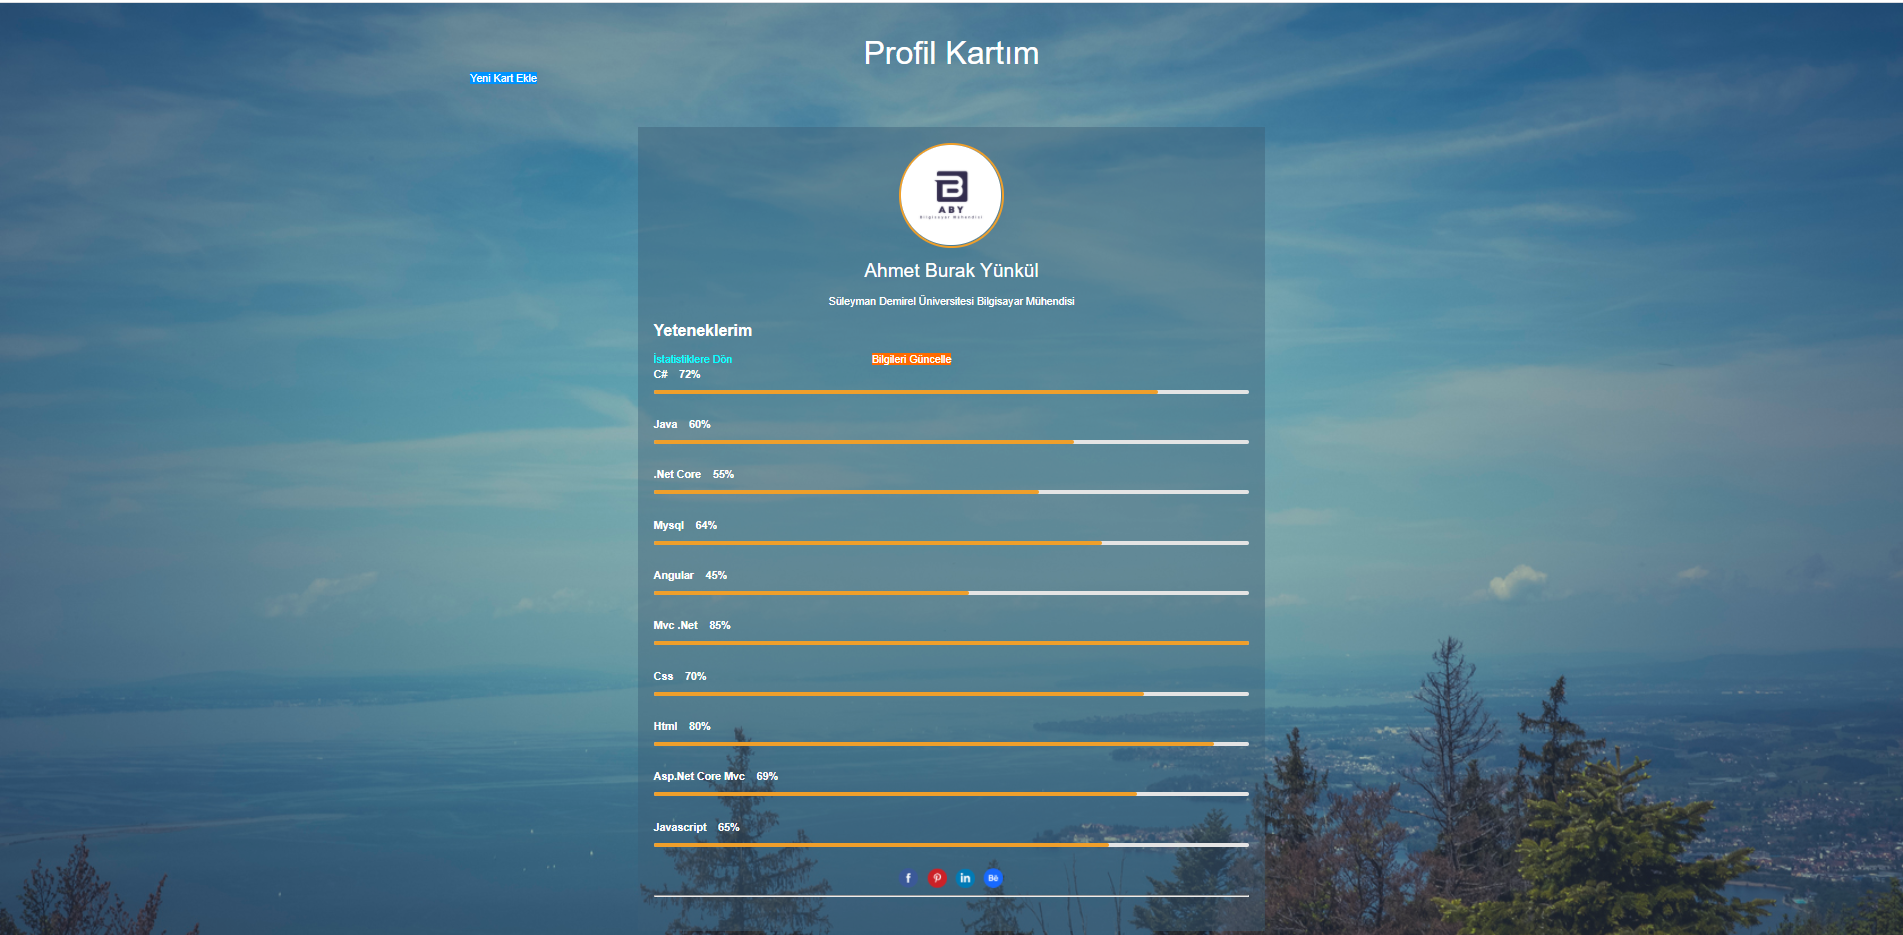 Profil Kartım
Yeni Kart Ekle
B
ABY
Bilgisayar Mühendisi
Ahmet Burak Yünkül
Süleyman Demirel Üniversitesi Bilgisayar Mühendisi
Yeteneklerim
İstatistiklere Dön Bilgileri Güncelle
C# 72%
Java 60%
.Net Core 55%
Mysql 64%
Angular 45%
Mvc .Net 85%
Css 70%
Html 80%
Asp.Net Core Mvc 69%
Javascript 65%
f in Bē